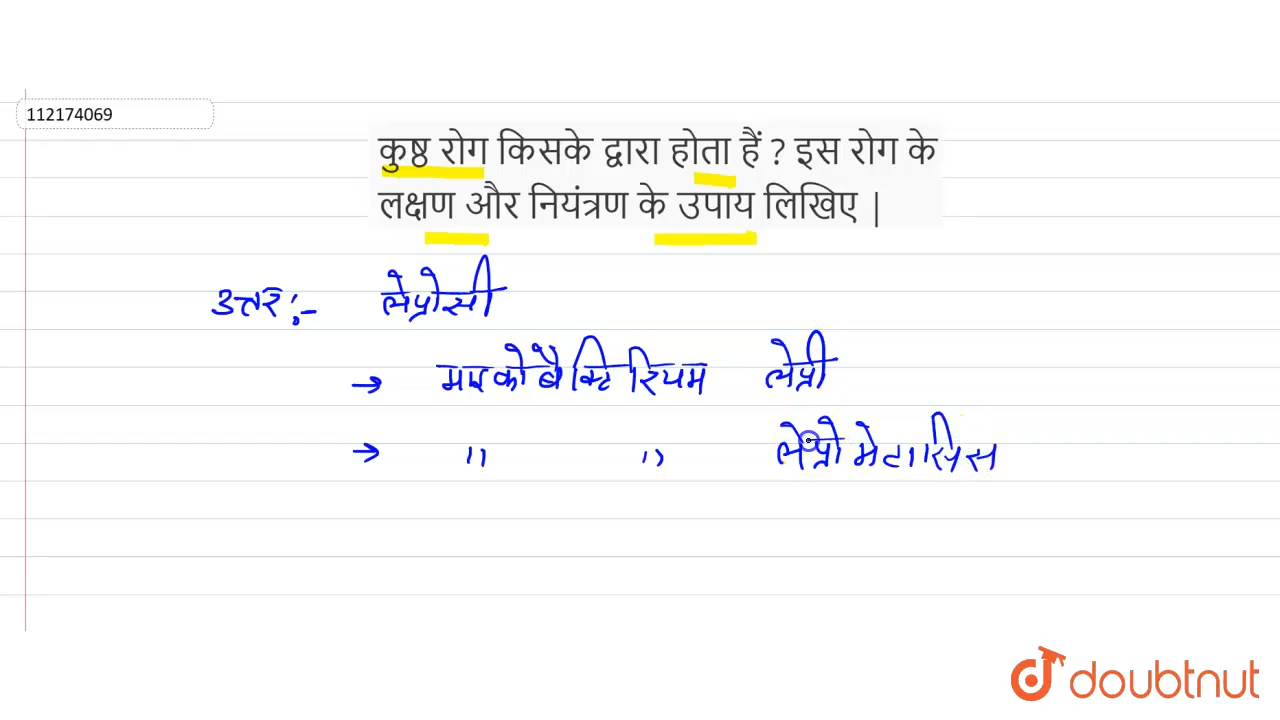 112174069
कुष्ठ रोग किसके द्वारा होता हैं ? इस रोग के
लक्षण और नियंत्रण के उपाय लिखिए |
उत्तर :- लेप्रोसी
→ माइकोबैक्टिरियम लेप्री
→ " " लेप्रोमेटासिस
doubtnut